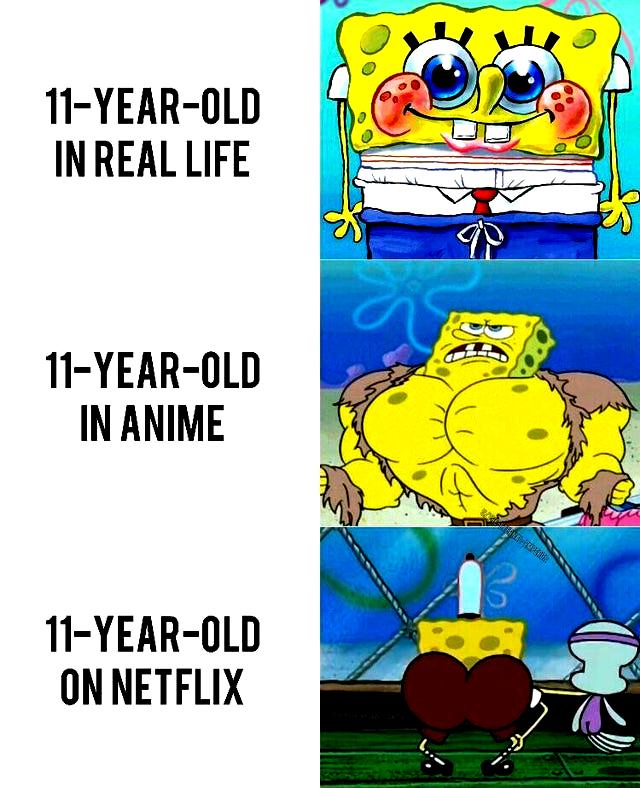 11-YEAR-OLD
IN REAL LIFE
11-YEAR-OLD
IN ANIME
11-YEAR-OLD
ON NETFLIX